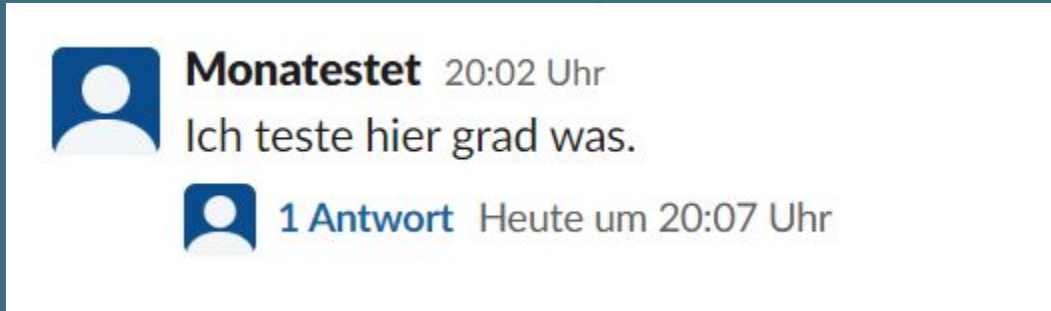 Monatestet 20:02 Uhr
Ich teste hier grad was.
1 Antwort Heute um 20:07 Uhr